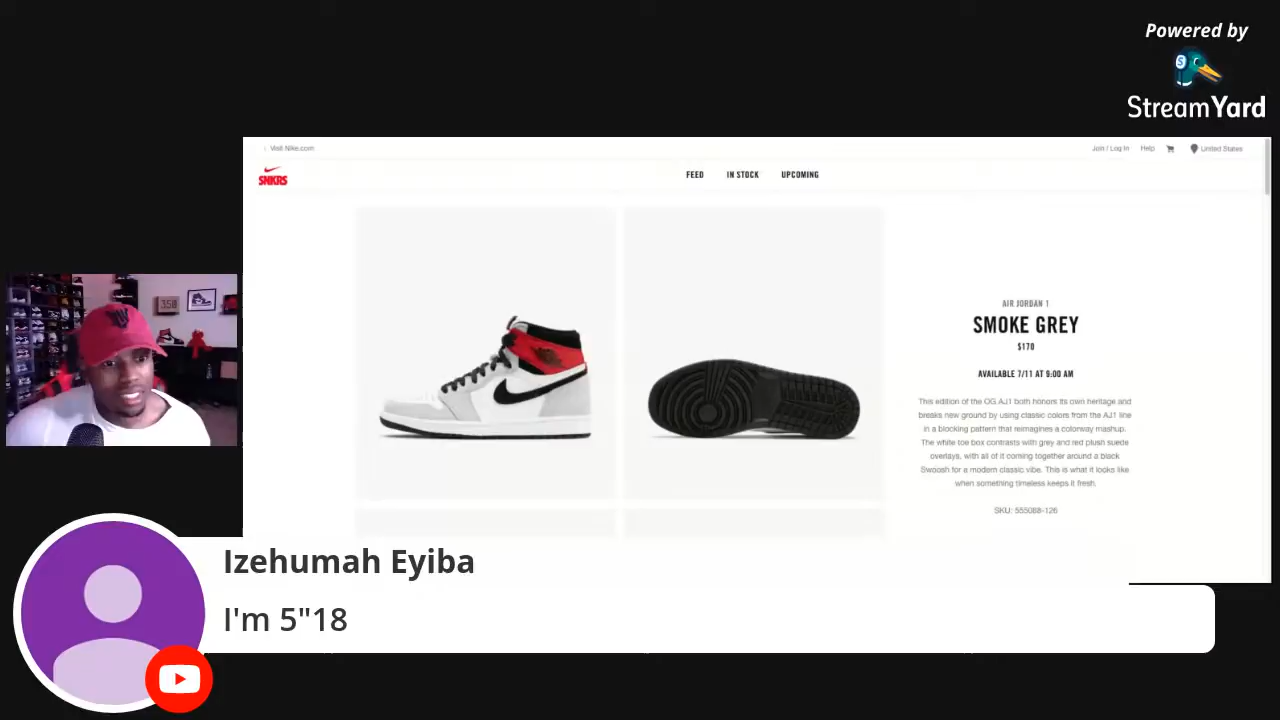 Powered by
StreamYard
Visit Nike.com
Join / Log In Help United States
SNKRS
FEED IN STOCK UPCOMING
AIR JORDAN 1
SMOKE GREY
$170
AVAILABLE 7/11 AT 9:00 AM
This edition of the OG AJ1 both honors its own heritage and
breaks new ground by using classic colors from the AJ1 line
in a blocking pattern that reimagines a colorway mashup.
The white toe box contrasts with grey and red plush suede
overlays, with all of it coming together around a black
Swoosh for a modern classic vibe. This is what it looks like
when something timeless keeps it fresh.
SKU: 555088-126
350
Izehumah Eyiba
I'm 5"18